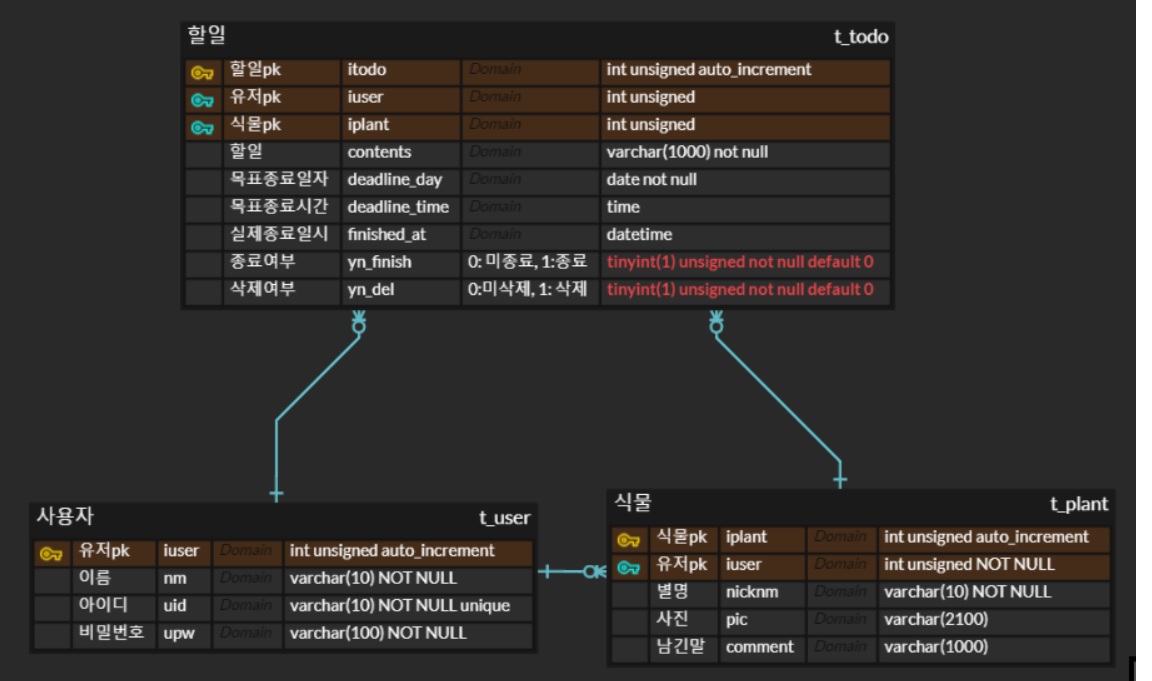 할일 t_todo
할일pk itodo Domain int unsigned auto_increment
유저pk iuser Domain int unsigned
식물pk iplant Domain int unsigned
할일 contents Domain varchar(1000) not null
목표종료일자 deadline_day Domain date not null
목표종료시간 deadline_time Domain time
실제종료일시 finished_at Domain datetime
종료여부 yn_finish 0: 미종료, 1:종료 tinyint(1) unsigned not null default 0
삭제여부 yn_del 0:미삭제, 1: 삭제 tinyint(1) unsigned not null default 0
사용자 t_user
유저pk iuser Domain int unsigned auto_increment
이름 nm Domain varchar(10) NOT NULL
아이디 uid Domain varchar(10) NOT NULL unique
비밀번호 upw Domain varchar(100) NOT NULL
식물 t_plant
식물pk iplant Domain int unsigned auto_increment
유저pk iuser Domain int unsigned NOT NULL
별명 nicknm Domain varchar(10) NOT NULL
사진 pic Domain varchar(2100)
남긴말 comment Domain varchar(1000)